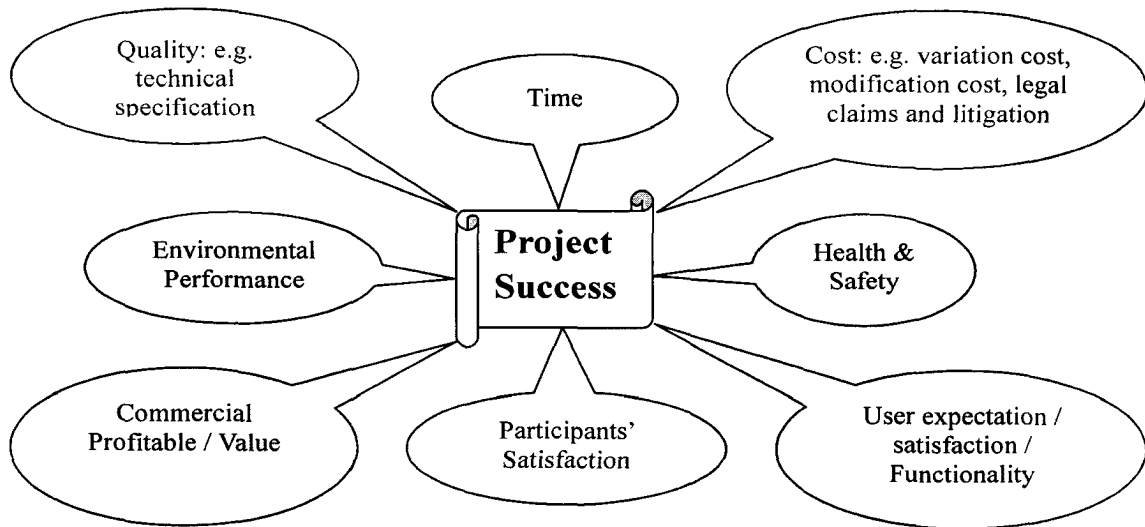 Quality: e.g.
technical
specification
Time
Cost: e.g. variation cost,
modification cost, legal
claims and litigation
Environmental
Performance
Project
Success
Health &
Safety
Commercial
Profitable / Value
Participants’
Satisfaction
User expectation /
satisfaction /
Functionality